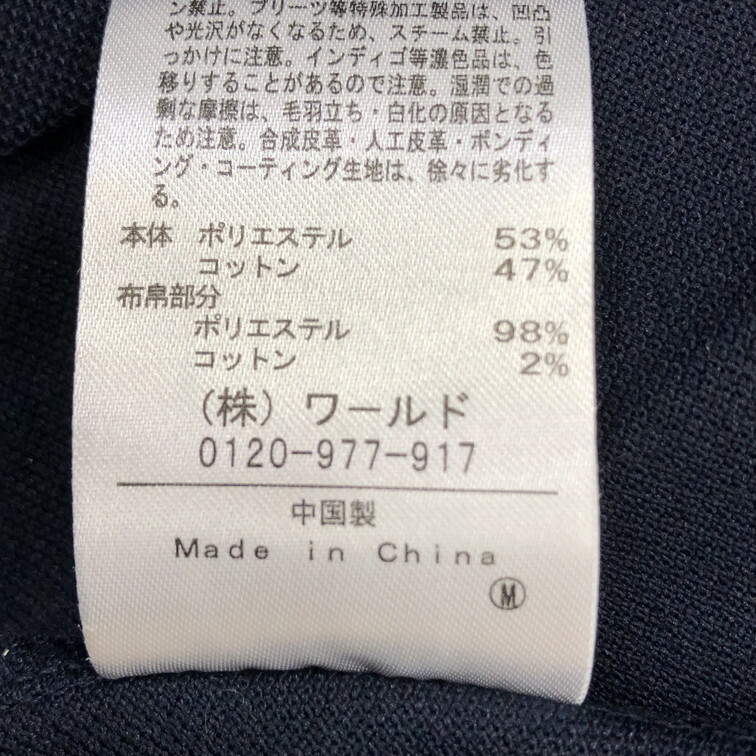 ン禁止。プリーツ等特殊加工製品は、凹凸
や光沢がなくなるため、スチーム禁止。引
っかけに注意。インディゴ等濃色品は、色
移りすることがあるので注意。湿潤での過
剰な摩擦は、毛羽立ち・白化の原因となる
ため注意。合成皮革・人工皮革・ボンディ
ング・コーティング生地は、徐々に劣化す
る。
本体 ポリエステル 53%
コットン 47%
布帛部分
ポリエステル 98%
コットン 2%
(株) ワールド
0120-977-917
中国製
Made in China
Ⓜ